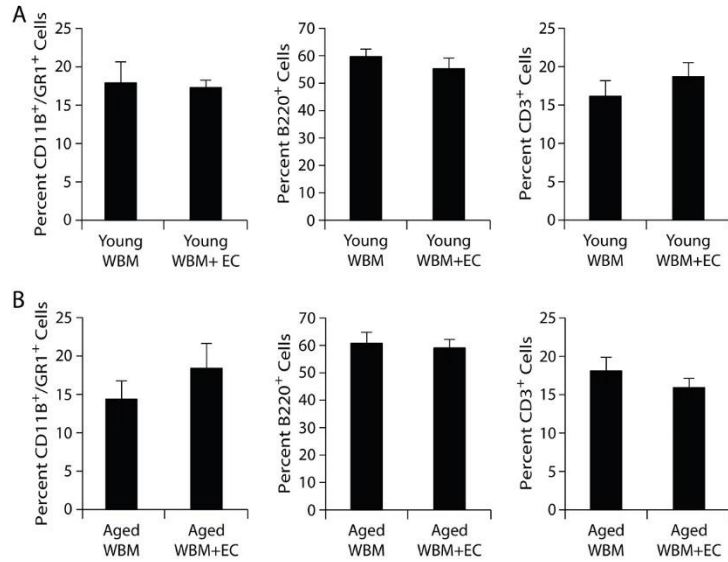 A
Percent CD11B⁺/GR1⁺ Cells
25
20
15
10
5
0
Young
WBM
Young
WBM+ EC
Percent B220⁺ Cells
70
60
50
40
30
20
10
0
Young
WBM
Young
WBM+EC
Percent CD3⁺ Cells
25
20
15
10
5
0
Young
WBM
Young
WBM+EC
B
Percent CD11B⁺/GR1⁺ Cells
25
20
15
10
5
0
Aged
WBM
Aged
WBM+EC
Percent B220⁺ Cells
70
60
50
40
30
20
10
0
Aged
WBM
Aged
WBM+EC
Percent CD3⁺ Cells
25
20
15
10
5
0
Aged
WBM
Aged
WBM+EC